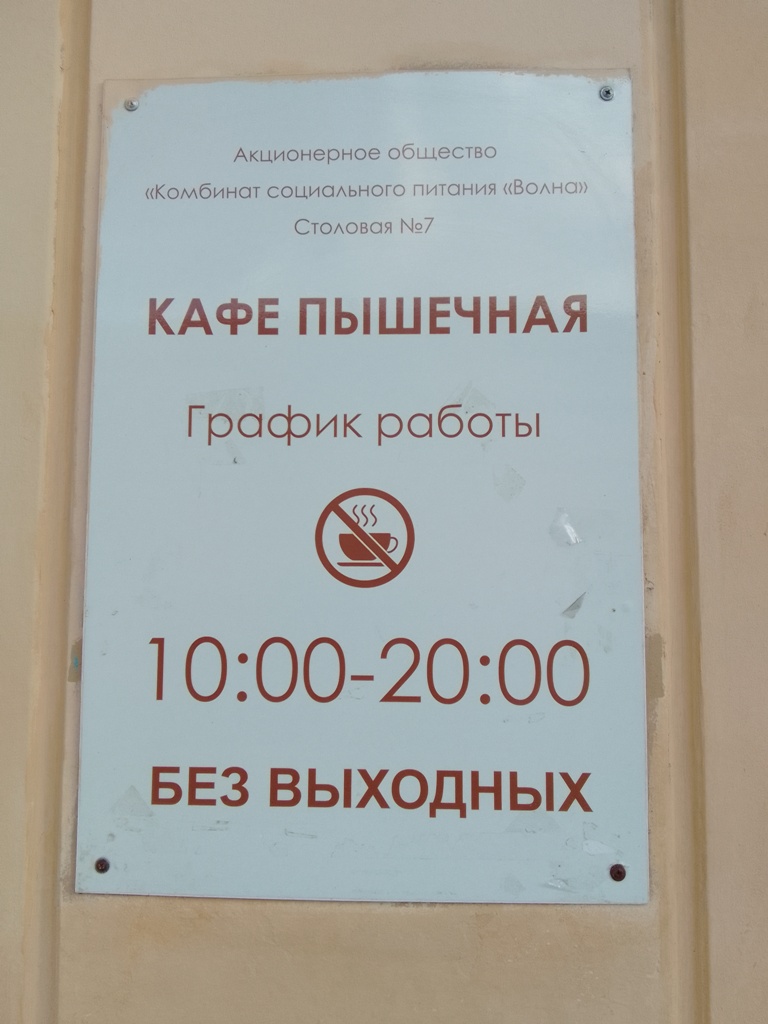 Акционерное общество
«Комбинат социального питания «Волна»
Столовая №7
КАФЕ ПЫШЕЧНАЯ
График работы
10:00-20:00
БЕЗ ВЫХОДНЫХ